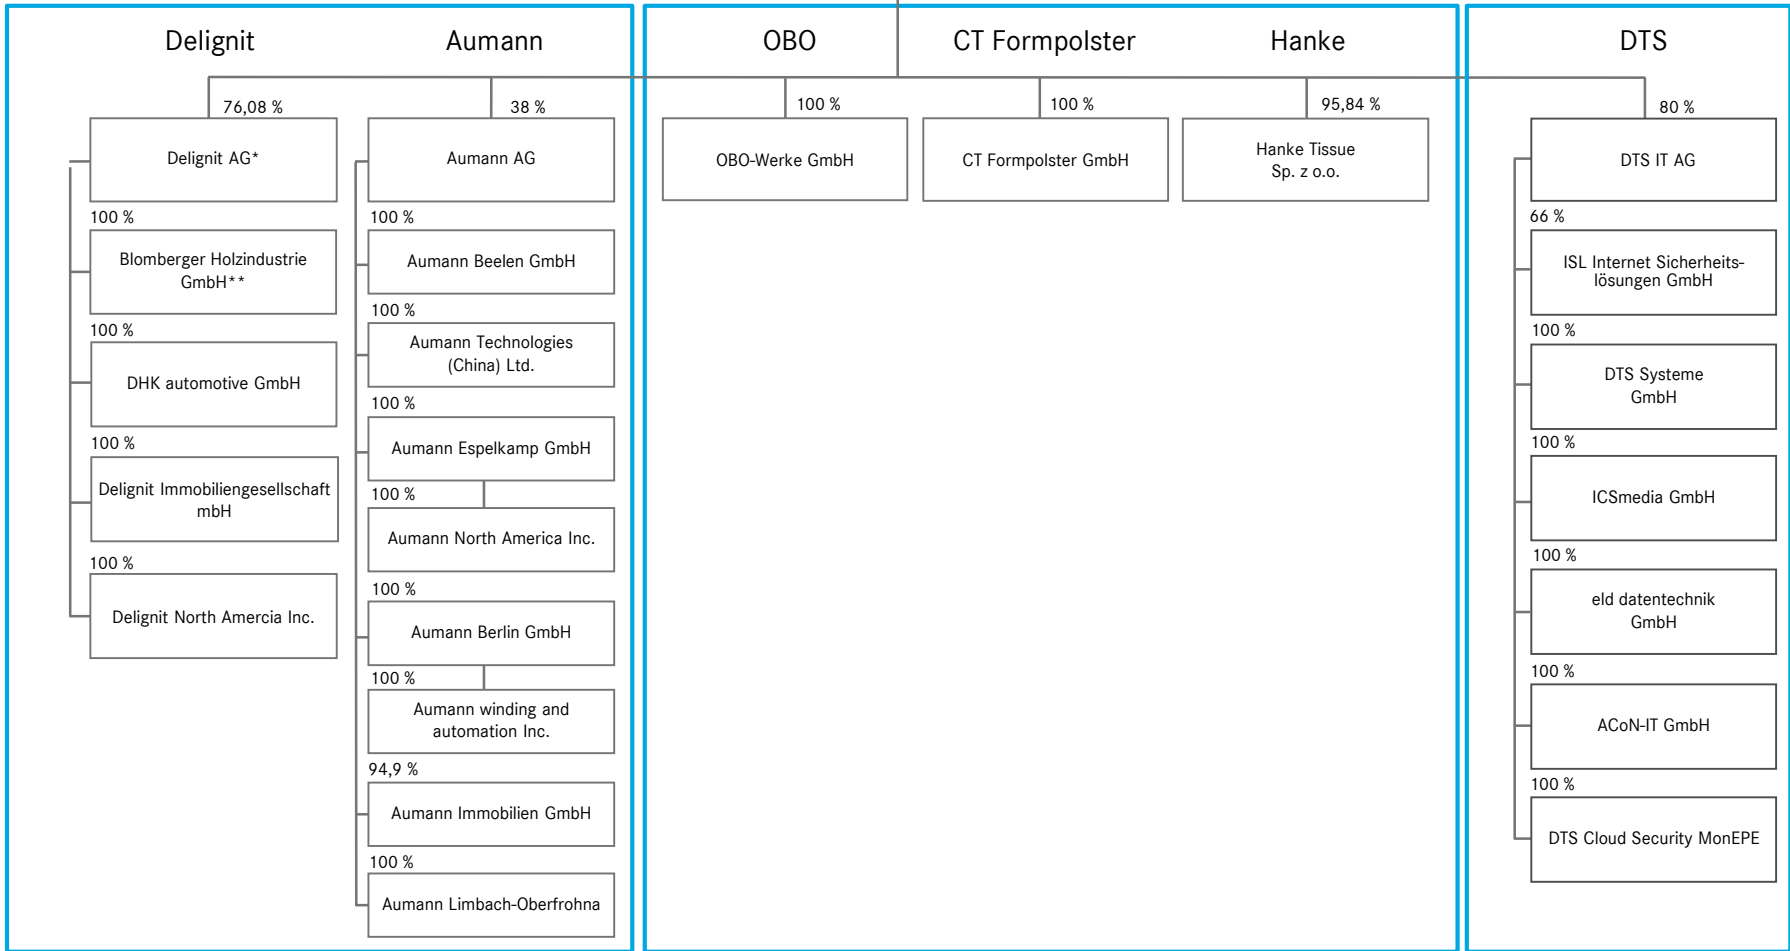 Delignit
Aumann
OBO
CT Formpolster
Hanke
DTS
76,08 %
Delignit AG*
100 %
Blomberger Holzindustrie
GmbH**
100 %
DHK automotive GmbH
100 %
Delignit Immobiliengesellschaft
mbH
100 %
Delignit North Amercia Inc.
38 %
Aumann AG
100 %
Aumann Beelen GmbH
100 %
Aumann Technologies
(China) Ltd.
100 %
Aumann Espelkamp GmbH
100 %
Aumann North America Inc.
100 %
Aumann Berlin GmbH
100 %
Aumann winding and
automation Inc.
94,9 %
Aumann Immobilien GmbH
100 %
Aumann Limbach-Oberfrohna
100 %
OBO-Werke GmbH
100 %
CT Formpolster GmbH
95,84 %
Hanke Tissue
Sp. z o.o.
80 %
DTS IT AG
66 %
ISL Internet Sicherheits-
lösungen GmbH
100 %
DTS Systeme
GmbH
100 %
ICSmedia GmbH
100 %
eld datentechnik
GmbH
100 %
ACoN-IT GmbH
100 %
DTS Cloud Security MonEPE